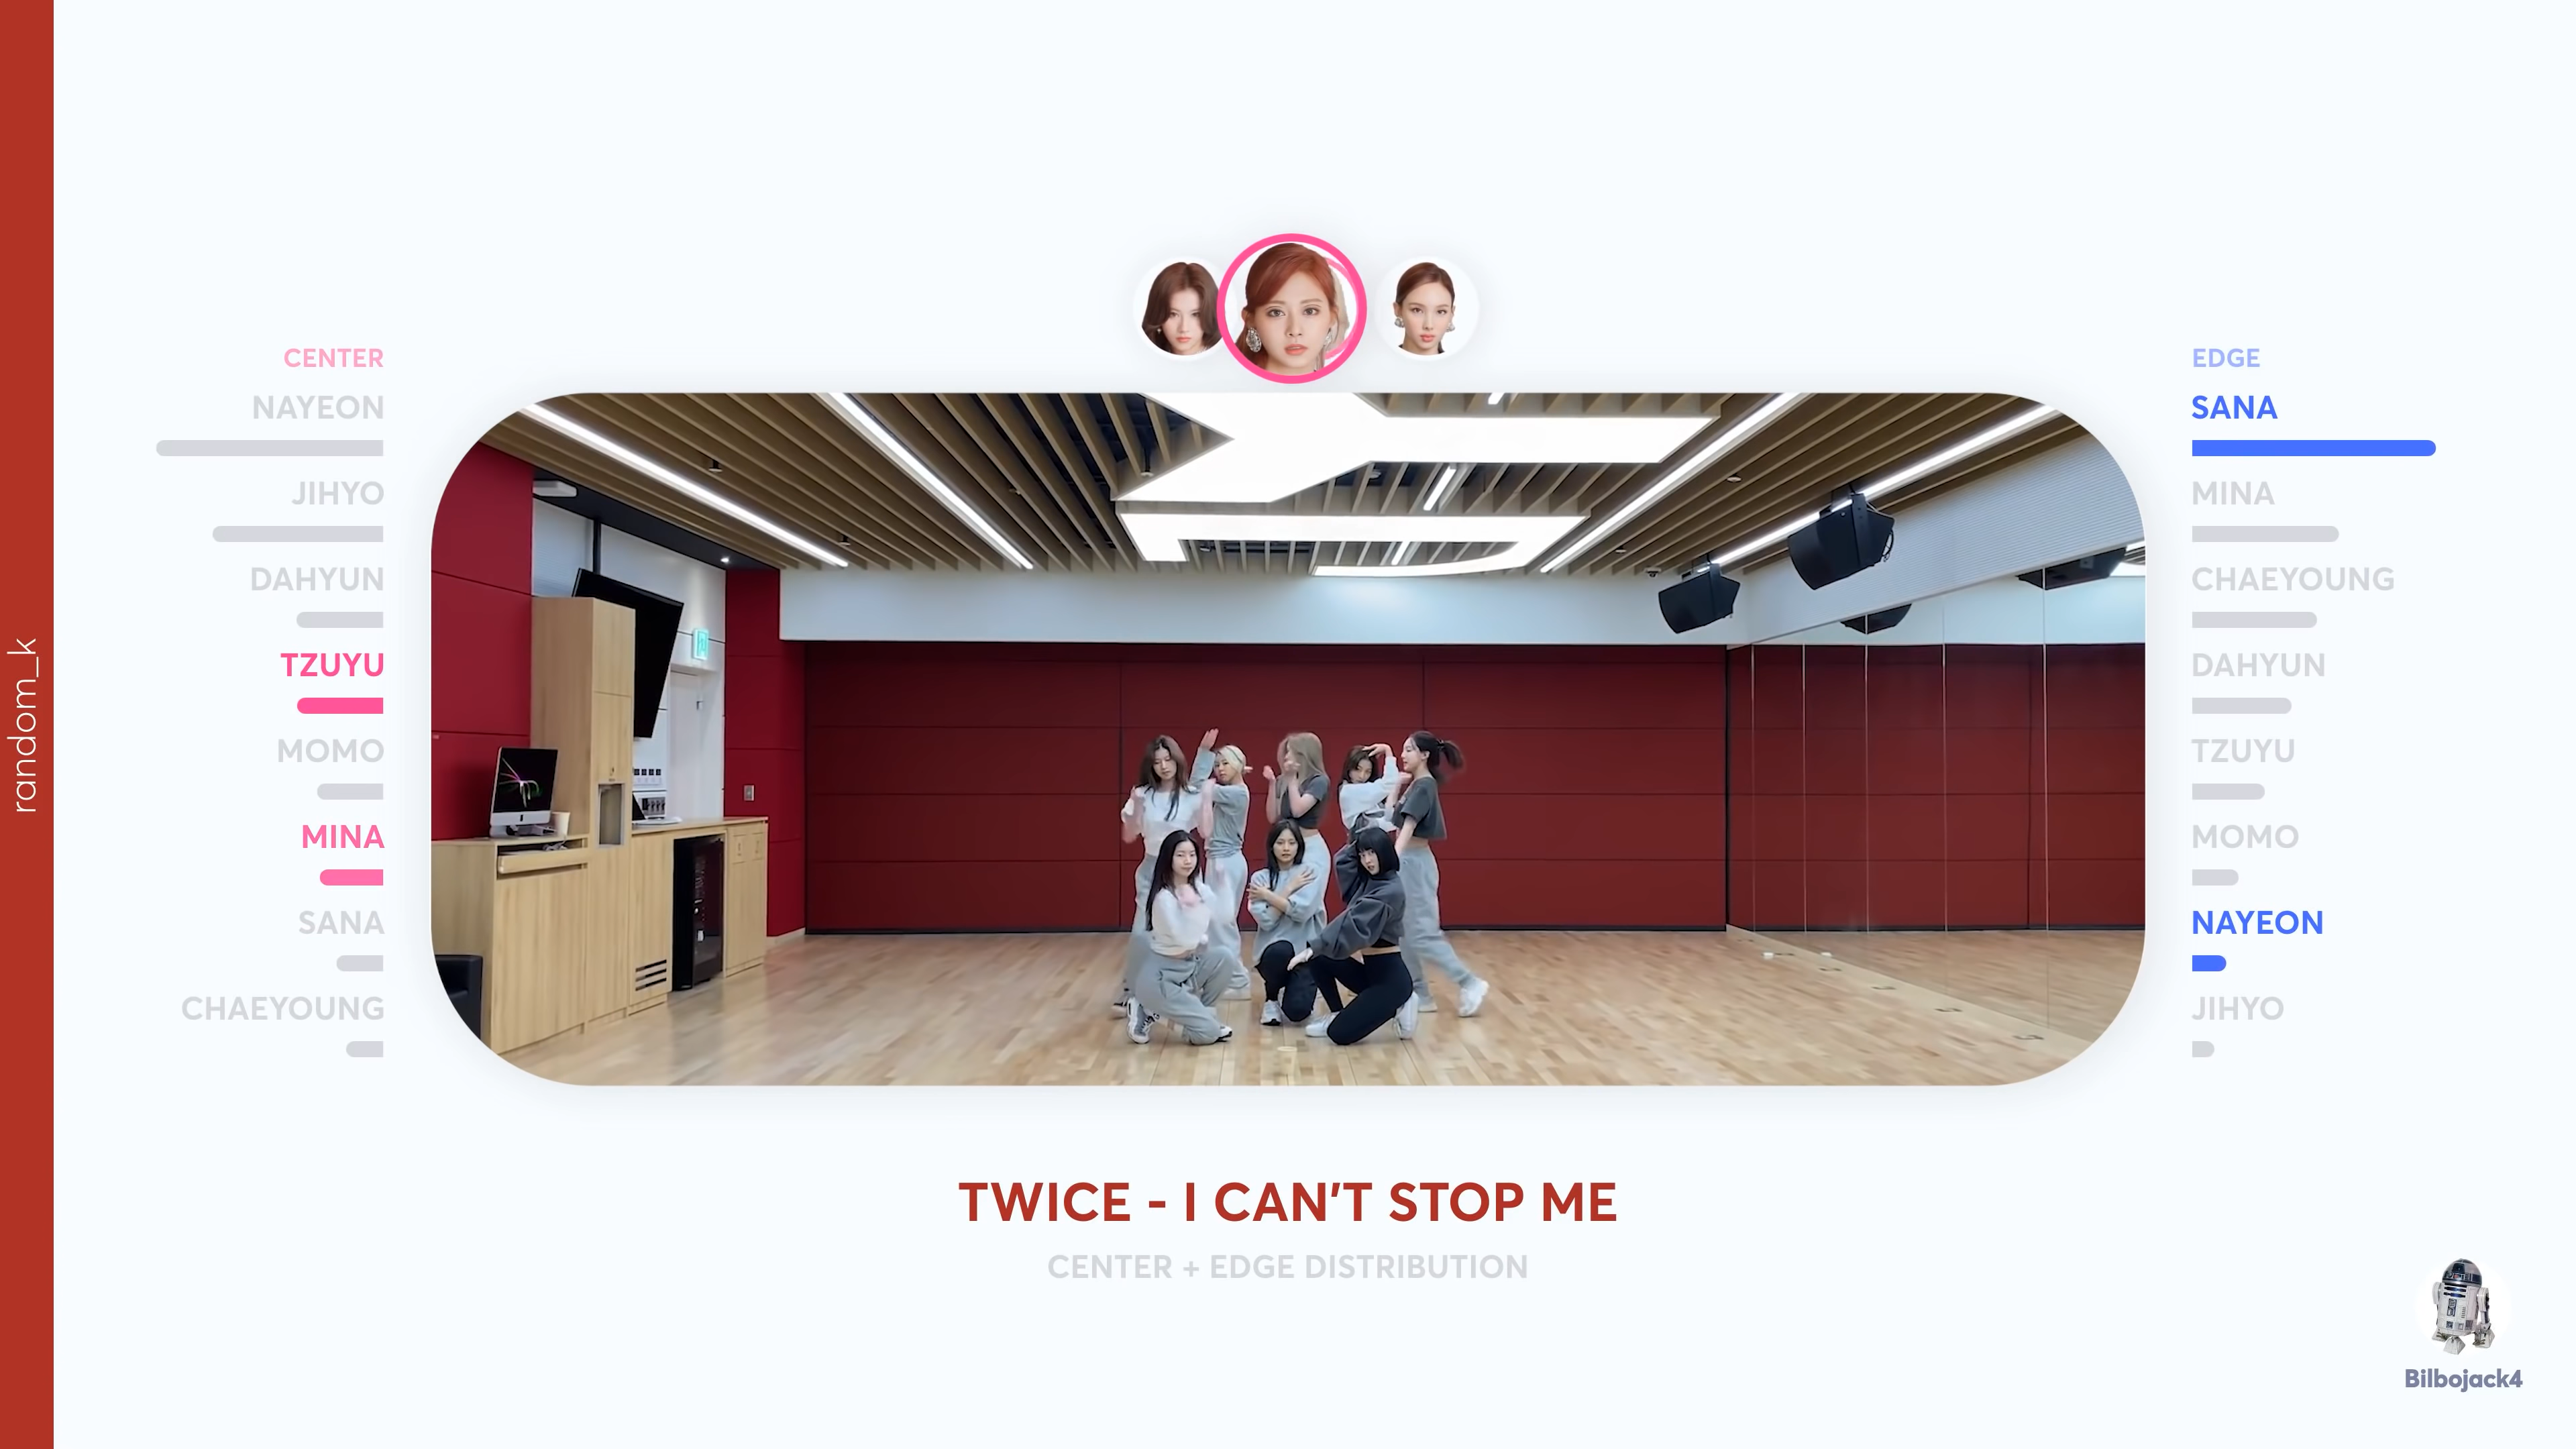 random_k
CENTER
NAYEON
JIHYO
DAHYUN
TZUYU
MOMO
MINA
SANA
CHAEYOUNG
EDGE
SANA
MINA
CHAEYOUNG
DAHYUN
TZUYU
MOMO
NAYEON
JIHYO
TWICE - I CAN'T STOP ME
CENTER + EDGE DISTRIBUTION
Bilbojack4